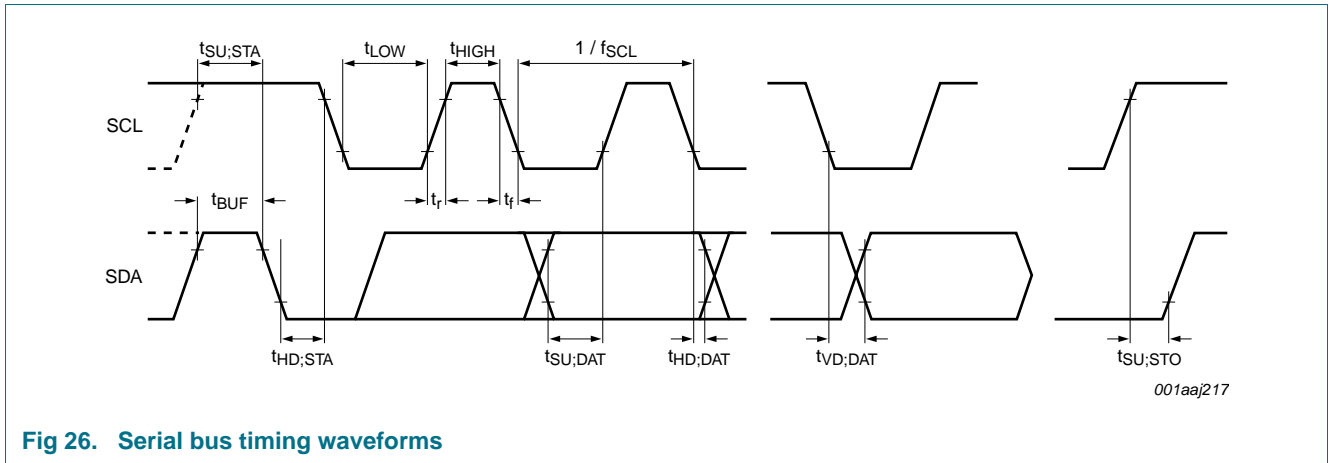 tSU;STA tLOW tHIGH 1 / fSCL
SCL
tBUF tr tf
SDA
tHD;STA tSU;DAT tHD;DAT tVD;DAT tSU;STO
001aaj217
Fig 26. Serial bus timing waveforms